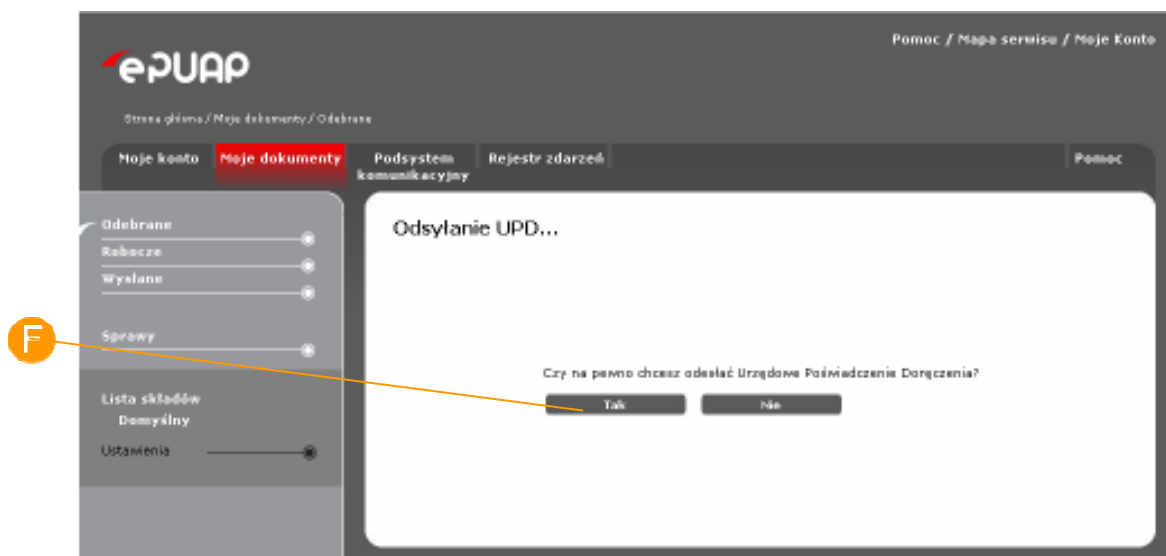 Pomoc / Mapa serwisu / Moje Konto
ePUAP
Strona główna / Moje dokumenty / Odebrane
Moje konto
Moje dokumenty
Podsystem
komunikacyjny
Rejestr zdarzeń
Pomoc
Odebrane
Robocze
Wysłane
Sprawy
Lista składów
Domyślny
Ustawienia
Odsyłanie UPD...
Czy na pewno chcesz odesłać Urzędowe Poświadczenie Doręczenia?
Tak
Nie
F